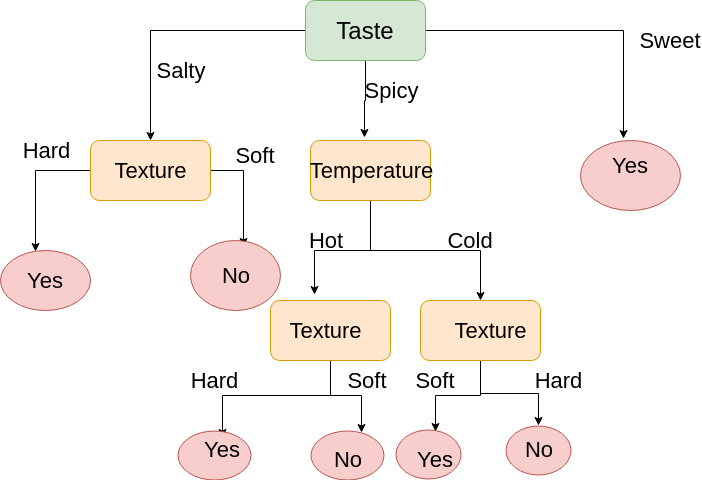 Taste
Sweet
Salty
Spicy
Hard
Soft
Texture
Temperature
Yes
Hot
Cold
Yes
No
Texture
Texture
Hard
Soft
Soft
Hard
Yes
No
Yes
No